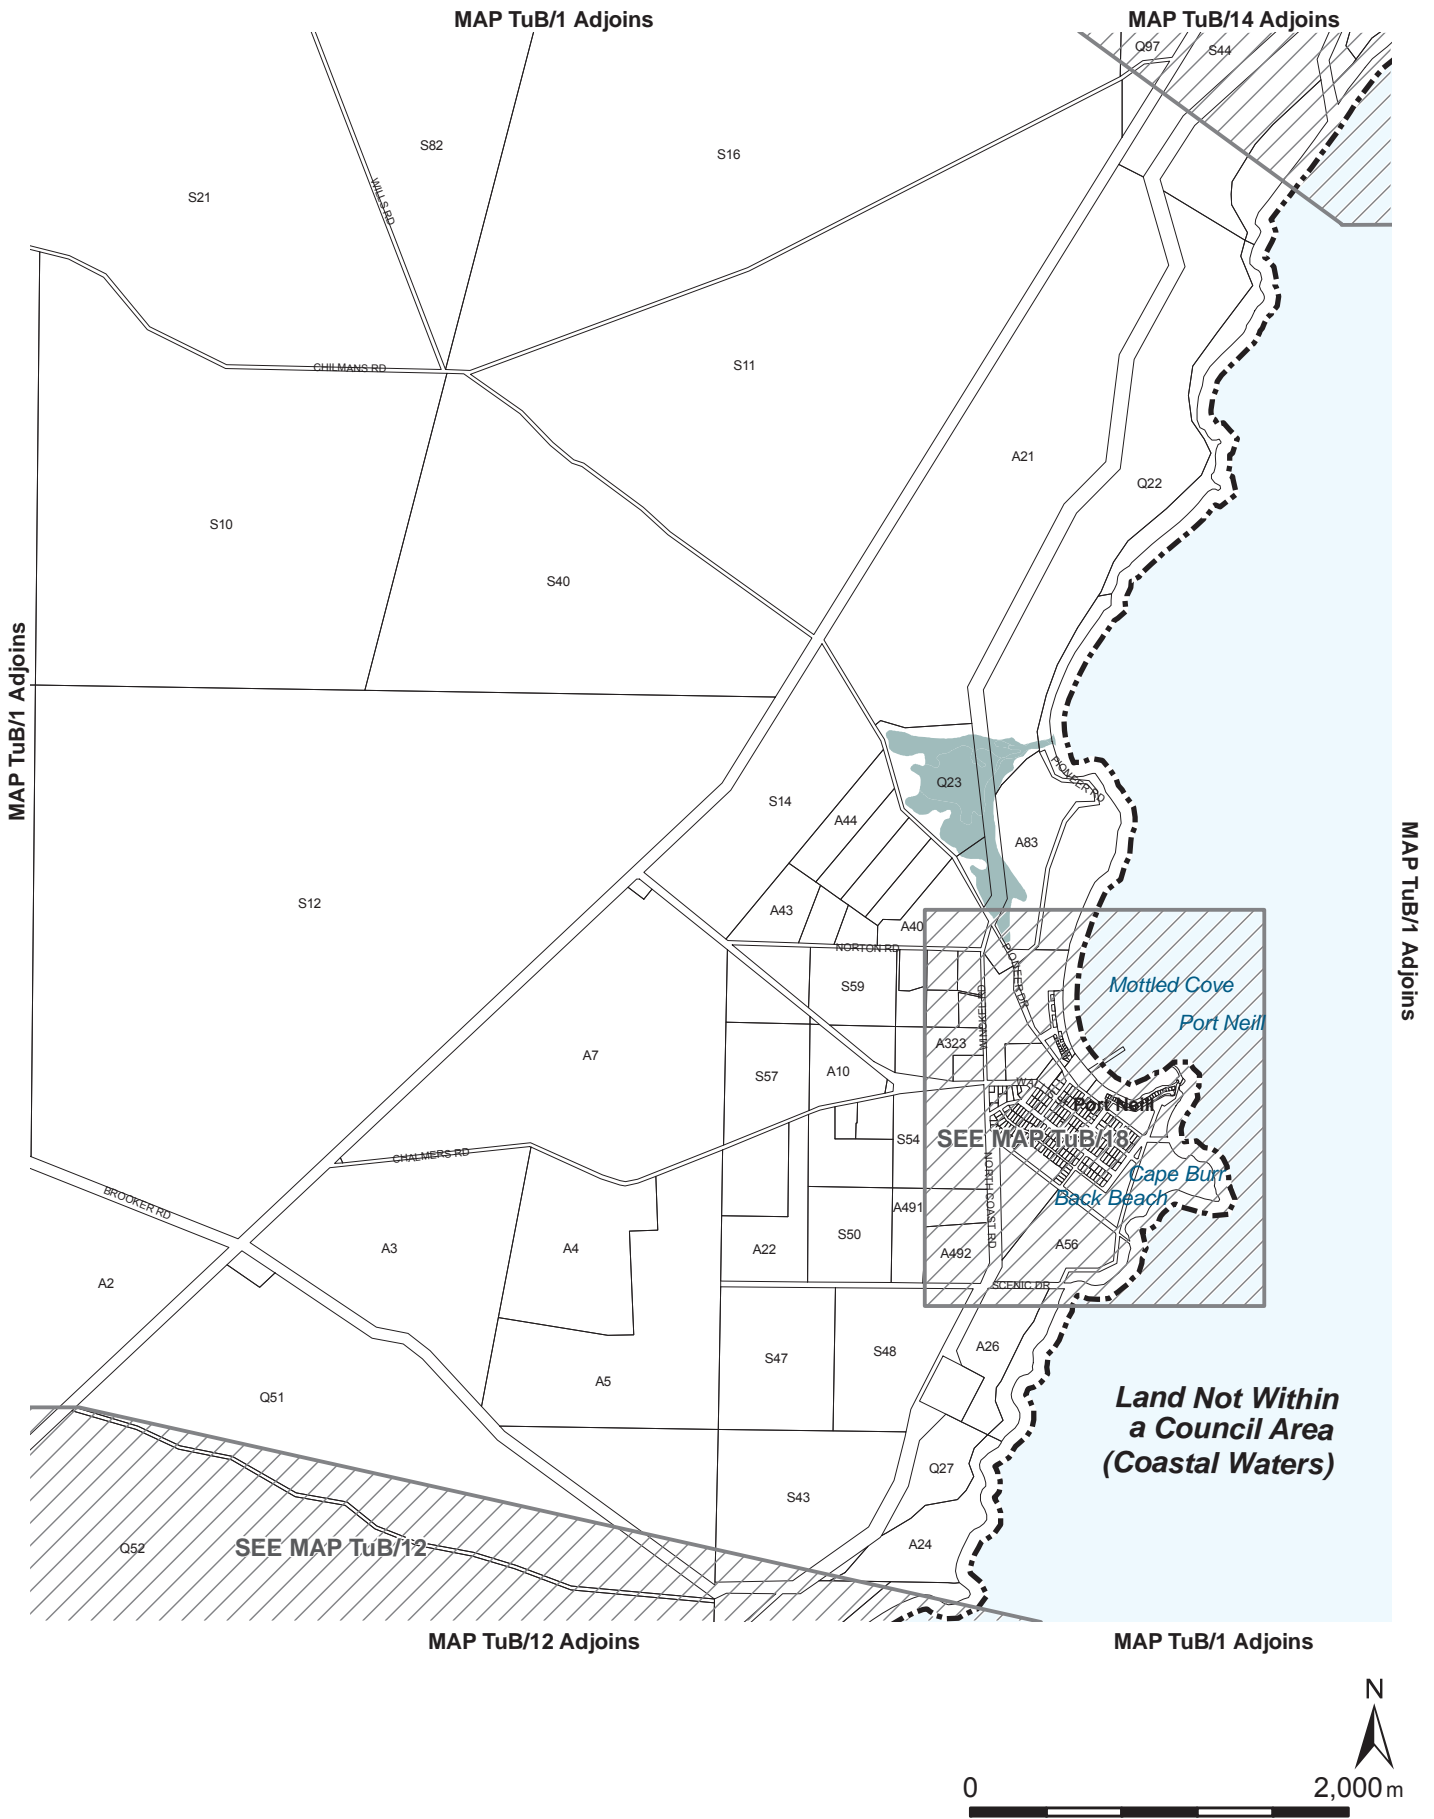 MAP TuB/1 Adjoins
MAP TuB/14 Adjoins
Q97
S44
S82
S16
S21
WILLS RD
CHILMANS RD
S11
A21
Q22
S10
S40
MAP TuB/1 Adjoins
Q23
PIONEER RD
S14
A44
A83
MAP TuB/1 Adjoins
S12
A43
A40
NORTON RD
PIONEER DR
S59
WINCKEL RD
Mottled Cove
Port Neill
A323
A7
S57
A10
Port Neill
S54
SEE MAP TuB/18
CHALMERS RD
NORTH COAST RD
Cape Burr
Back Beach
BROOKER RD
A491
S50
A3
A4
A22
A492
A56
A2
SCENIC DR
A26
S47
S48
A5
Q51
Land Not Within
a Council Area
(Coastal Waters)
Q27
S43
A24
Q52
SEE MAP TuB/12
MAP TuB/12 Adjoins
MAP TuB/1 Adjoins
N
0
2,000 m